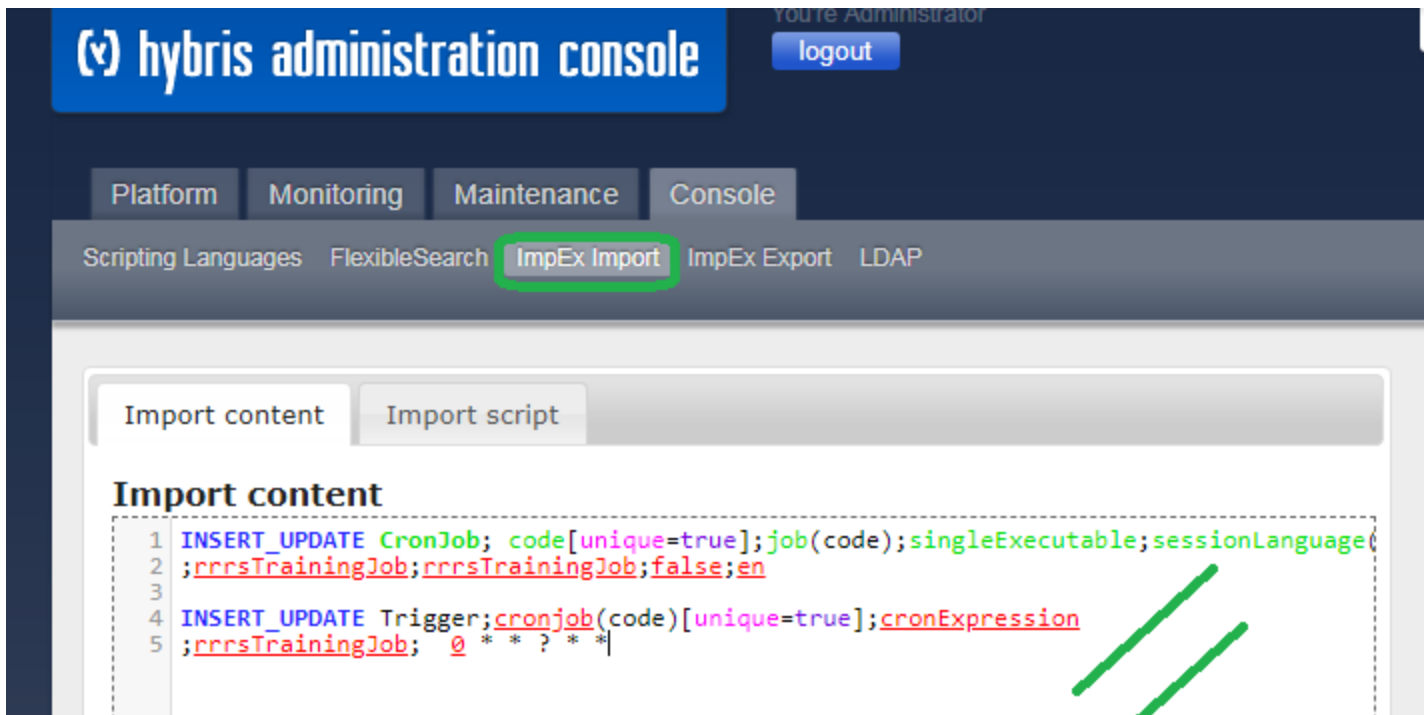 You're Administrator
(y) hybris administration console
logout
Platform Monitoring Maintenance Console
Scripting Languages FlexibleSearch ImpEx Import ImpEx Export LDAP
Import content Import script
Import content
1 INSERT_UPDATE CronJob; code[unique=true];job(code);singleExecutable;sessionLanguage(
2 ;rrrsTrainingJob;rrrsTrainingJob;false;en
3
4 INSERT_UPDATE Trigger;cronjob(code)[unique=true];cronExpression
5 ;rrrsTrainingJob;  0 * * ? * *